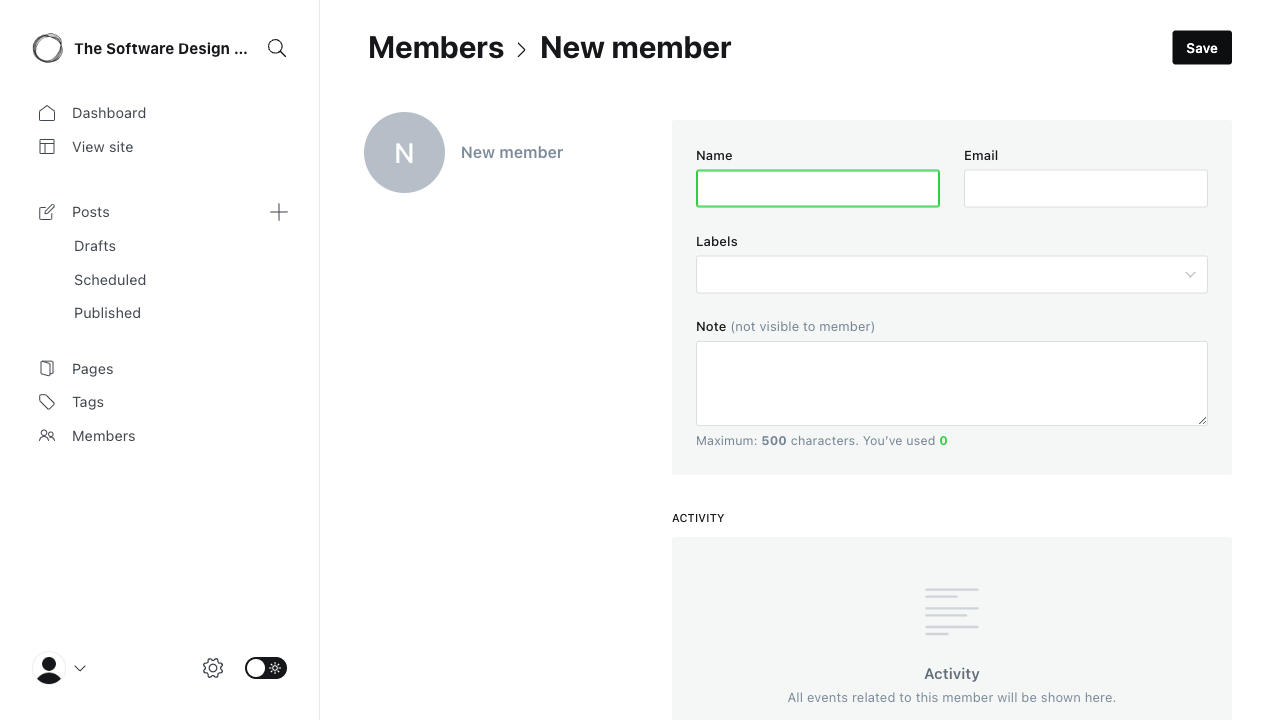 The Software Design ...
Dashboard
View site
Posts
Drafts
Scheduled
Published
Pages
Tags
Members
Members > New member
Save
N
New member
Name
Email
Labels
Note (not visible to member)
Maximum: 500 characters. You've used 0
ACTIVITY
Activity
All events related to this member will be shown here.